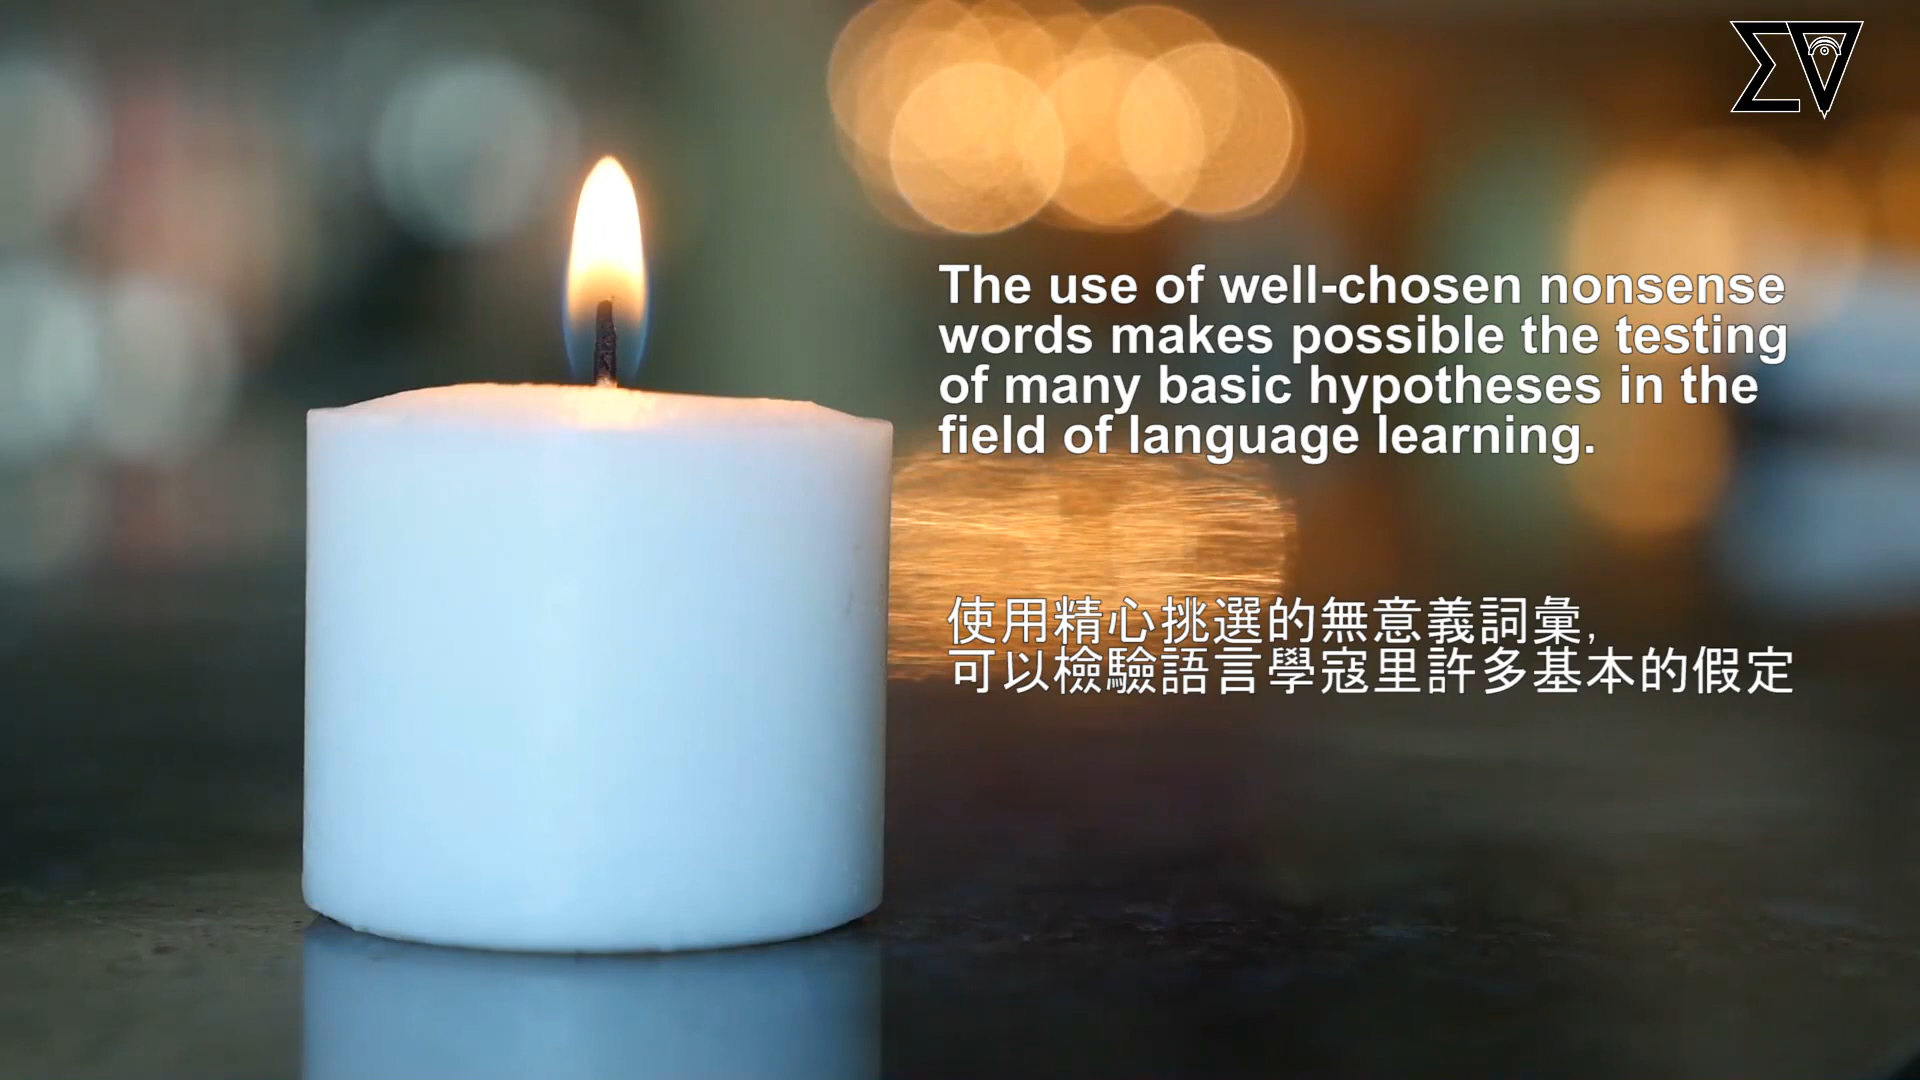 The use of well-chosen nonsense
words makes possible the testing
of many basic hypotheses in the
field of language learning.
使用精心挑選的無意義詞彙,
可以檢驗語言學寇里許多基本的假定